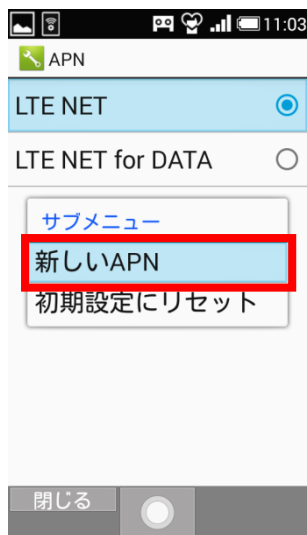 11:03
APN
LTE NET
LTE NET for DATA
サブメニュー
新しいAPN
初期設定にリセット
閉じる